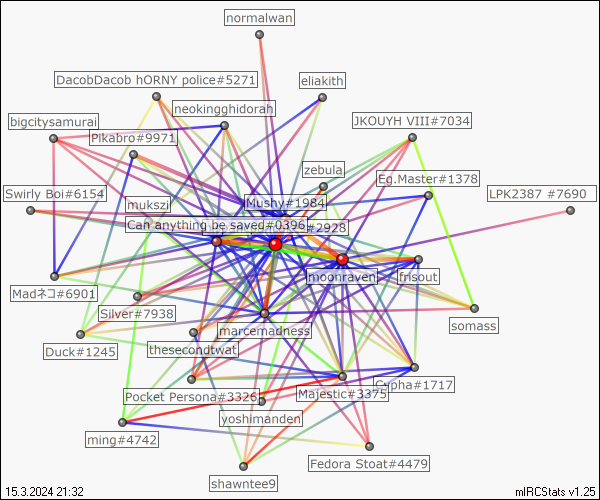 normalwan
DacobDacob hORNY police#5271
eliakith
neokingghidorah
bigcitysamurai
JKOUYH VIII#7034
Pikabro#9971
zebula
Eg.Master#1378
Swirly Boi#6154
LPK2387 #7690
mukszi
Mushy#1984
Can anything be saved#0396
#2928
moonraven
frisout
Madネコ#6901
Silver#7938
somass
marcemadness
thesecondtwat
Duck#1245
Cypha#1717
Majestic#3375
Pocket Persona#3326
yoshimanden
ming#4742
Fedora Stoat#4479
shawntee9
15.3.2024 21:32
mIRCStats v1.25